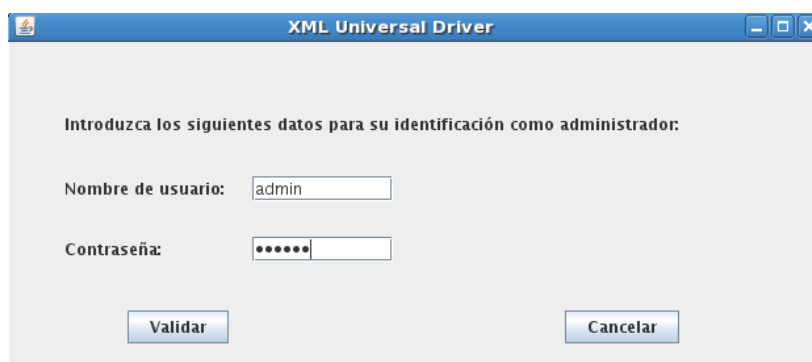 XML Universal Driver
Introduzca los siguientes datos para su identificación como administrador:
Nombre de usuario: admin
Contraseña: ••••••
Validar Cancelar